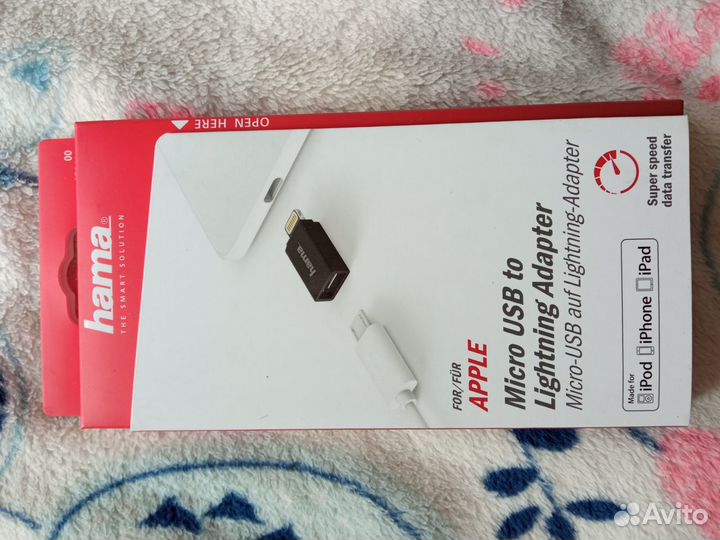 OPEN HERE
hama®
THE SMART SOLUTION
hama
Super speed
data transfer
FOR/FÜR
APPLE
Micro USB to
Lightning Adapter
Micro-USB auf Lightning-Adapter
Made for
iPod iPhone iPad
Avito